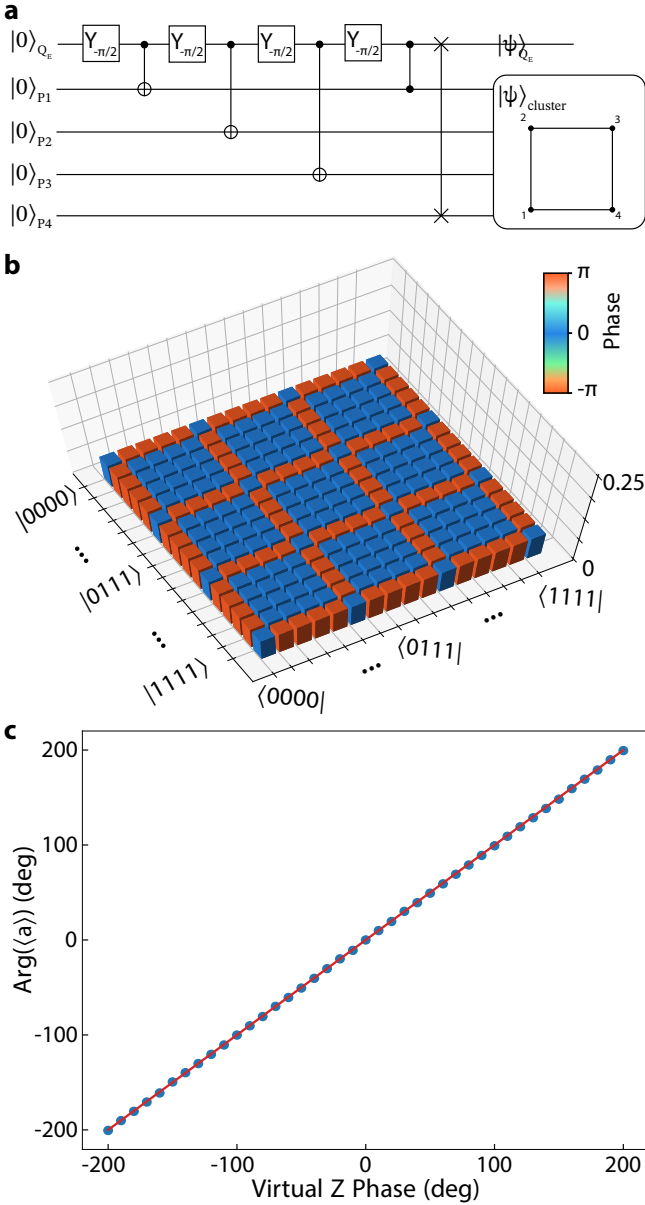 a
|0⟩Q_E Y-π/2 Y-π/2 Y-π/2 Y-π/2 |ψ⟩Q_E
|0⟩P1 |ψ⟩cluster
|0⟩P2 2 3
|0⟩P3
|0⟩P4 1 4
b
π
0
-π
Phase
0.25
0
|0000⟩
...
|0111⟩
...
|1111⟩
⟨0000|
...
⟨0111|
...
⟨1111|
c
200
100
0
-100
-200
Arg(⟨a⟩) (deg)
-200 -100 0 100 200
Virtual Z Phase (deg)